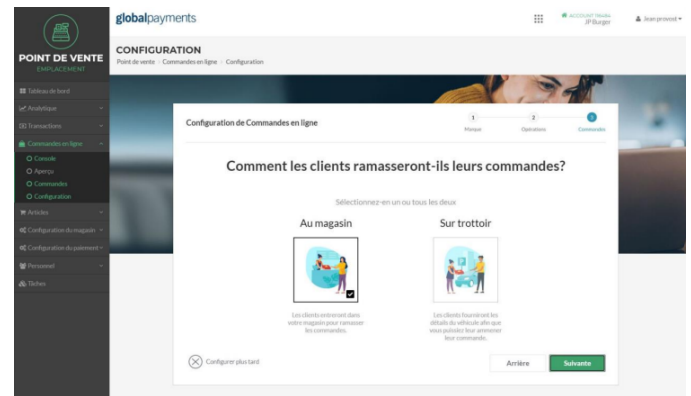 globalpayments
JP Burger
Jean provost
POINT DE VENTE
EMPLACEMENT
CONFIGURATION
Point de vente > Commandes en ligne > Configuration
Tableau de bord
Analytique
Transactions
Commandes en ligne
Console
Aperçu
Commandes
Configuration
Articles
Configuration du magasin
Configuration du paiement
Personnel
Tâches
Configuration de Commandes en ligne
1
2
3
Marque
Opérations
Commandes
Comment les clients ramasseront-ils leurs commandes?
Sélectionnez-en un ou tous les deux
Au magasin
Sur trottoir
Les clients entreront dans
votre magasin pour ramasser
les commandes.
Les clients fourniront les
détails du véhicule afin que
vous puissiez leur ammener
leur commande.
Configurer plus tard
Arrière
Suivante